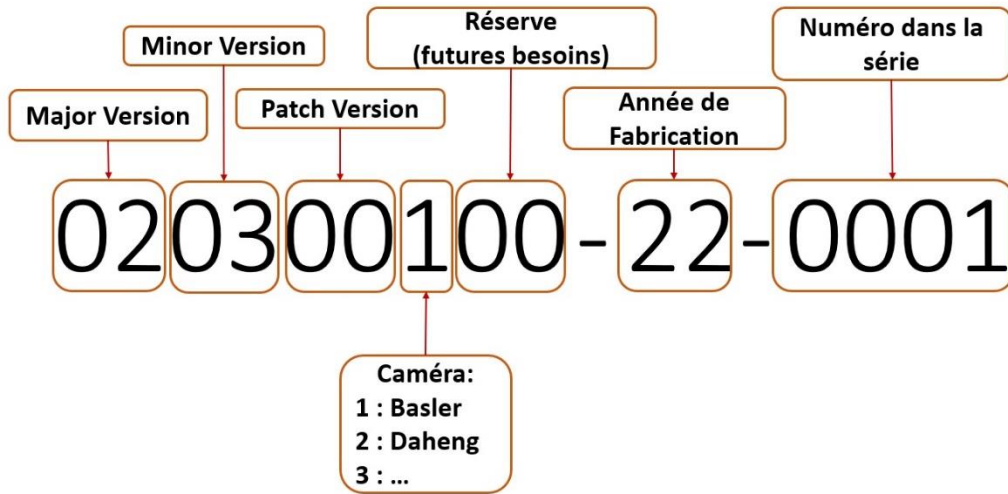 Major Version
Minor Version
Patch Version
Réserve
(futures besoins)
Année de
Fabrication
Numéro dans la
série
020300100-22-0001
Caméra:
1 : Basler
2 : Daheng
3 : ...